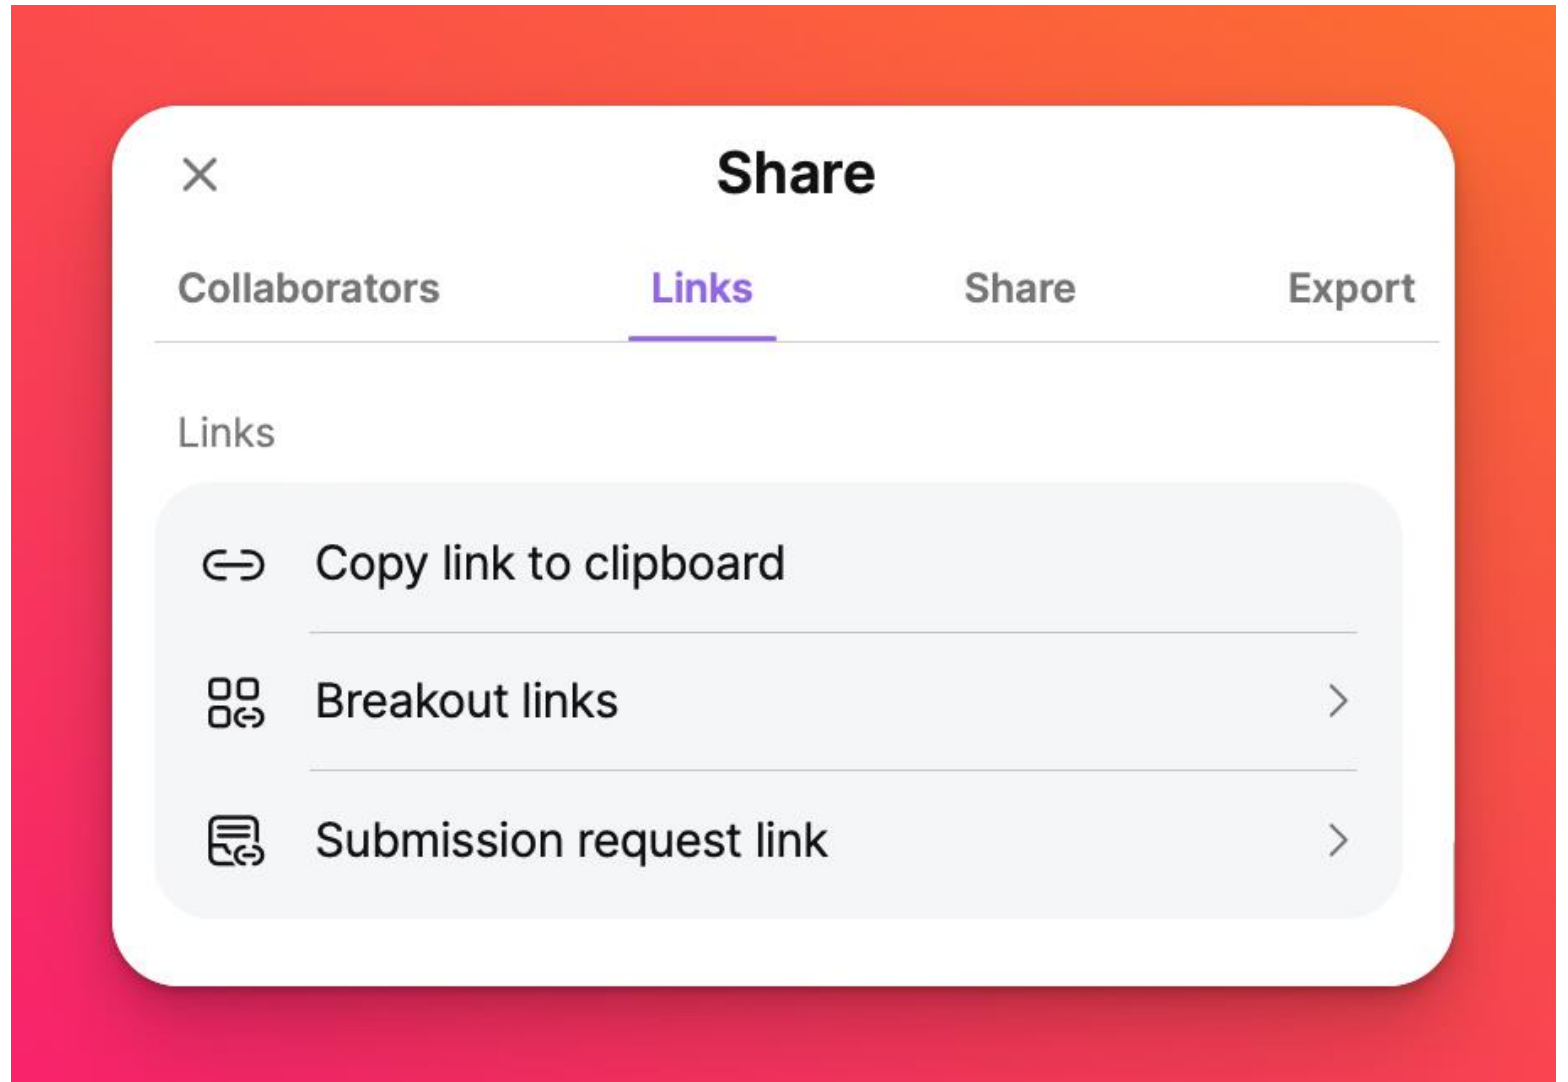 Share
Collaborators Links Share Export
Links
Copy link to clipboard
Breakout links
Submission request link